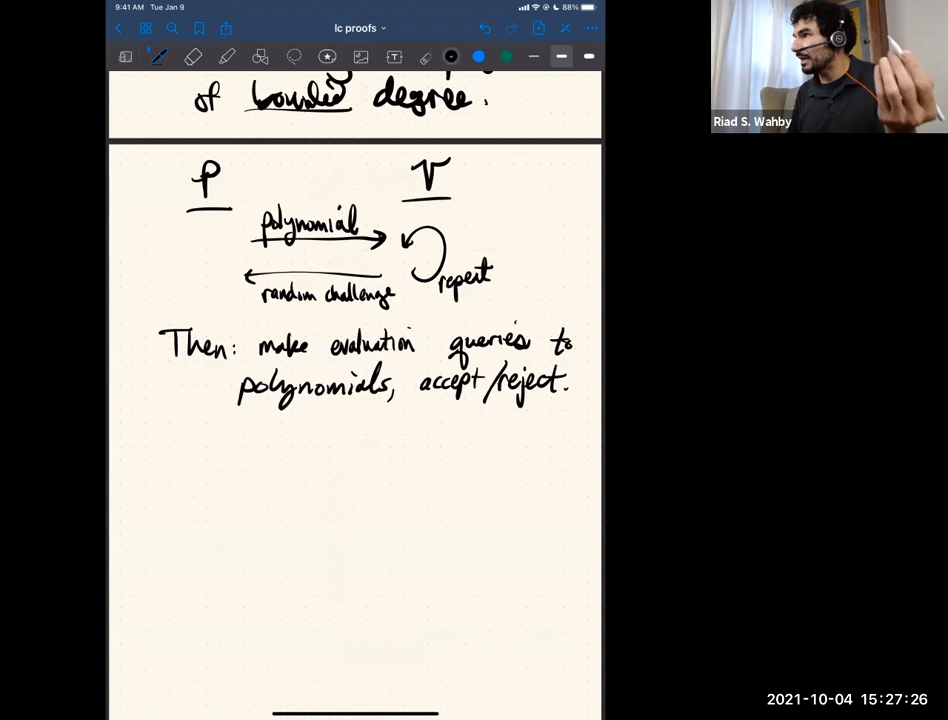 9:41 AM Tue Jan 9
88%
lc proofs
of bounded degree.
P V
polynomial
random challenge
repeat
Then: make evaluation queries to
polynomials, accept/reject.
Riad S. Wahby
2021-10-04 15:27:26